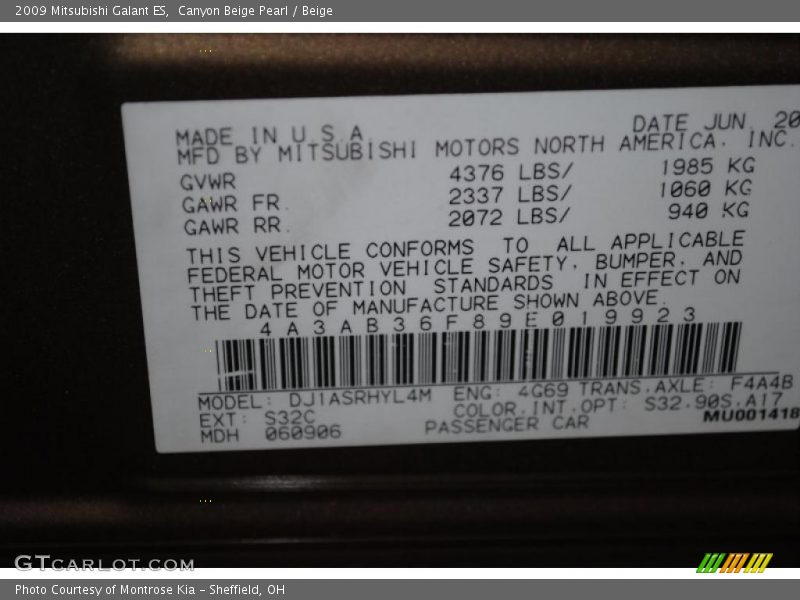 2009 Mitsubishi Galant ES,  Canyon Beige Pearl / Beige
DATE JUN, 20
MADE IN U.S.A
MFD BY MITSUBISHI MOTORS NORTH AMERICA, INC.
GVWR 4376 LBS/ 1985 KG
GAWR FR. 2337 LBS/ 1060 KG
GAWR RR. 2072 LBS/ 940 KG
THIS VEHICLE CONFORMS TO ALL APPLICABLE
FEDERAL MOTOR VEHICLE SAFETY, BUMPER, AND
THEFT PREVENTION STANDARDS IN EFFECT ON
THE DATE OF MANUFACTURE SHOWN ABOVE.
4A3AB36F89E019923
MODEL: DJ1ASRHYL4M ENG: 4G69 TRANS.AXLE: F4A4B
EXT: S32C COLOR.INT.OPT: S32.90S.A17
MDH 060906 PASSENGER CAR MU001418
GTCARLOT.COM
Photo Courtesy of Montrose Kia - Sheffield, OH